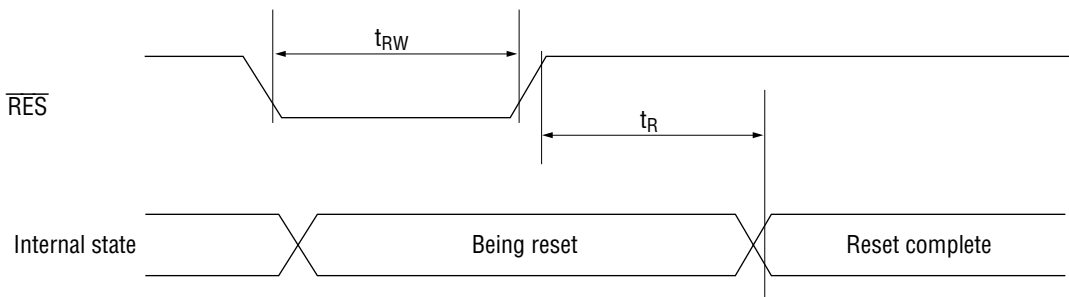 tRW
RES
tR
Internal state
Being reset
Reset complete